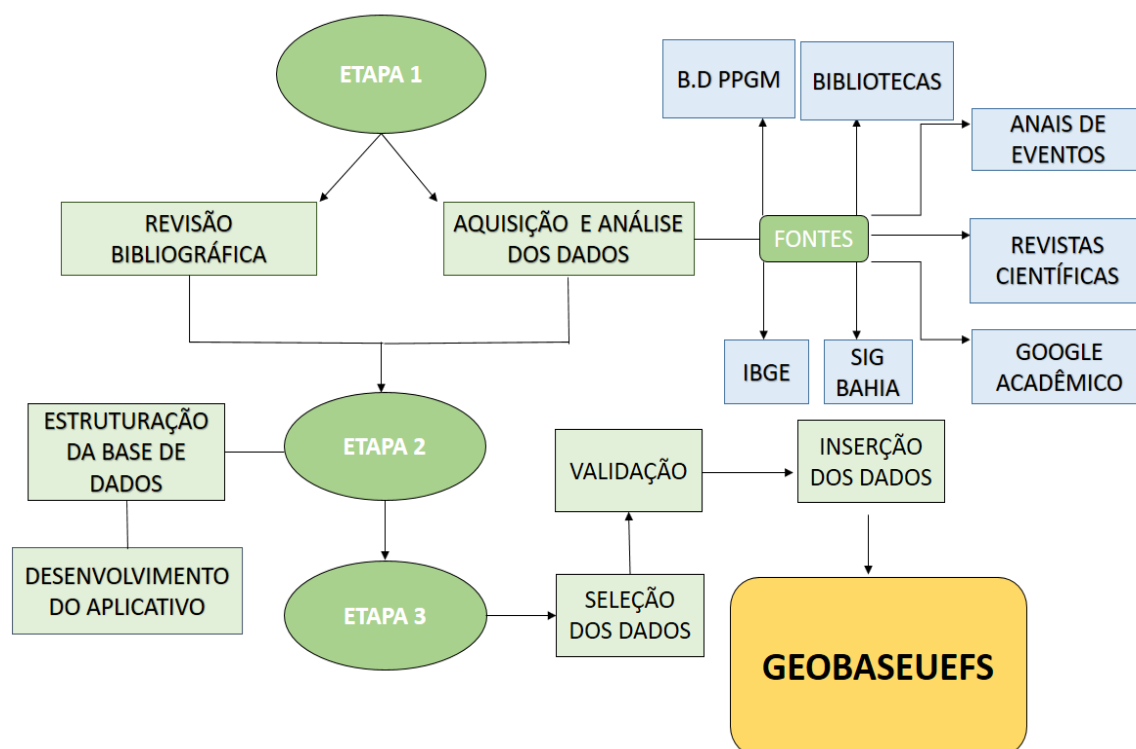 ETAPA 1
B.D PPGM
BIBLIOTECAS
ANAIS DE
EVENTOS
REVISÃO
BIBLIOGRÁFICA
AQUISIÇÃO E ANÁLISE
DOS DADOS
FONTES
REVISTAS
CIENTÍFICAS
IBGE
SIG
BAHIA
GOOGLE
ACADÊMICO
ESTRUTURAÇÃO
DA BASE DE
DADOS
ETAPA 2
VALIDAÇÃO
INSERÇÃO
DOS DADOS
DESENVOLVIMENTO
DO APLICATIVO
ETAPA 3
SELEÇÃO
DOS DADOS
GEOBASEUEFS